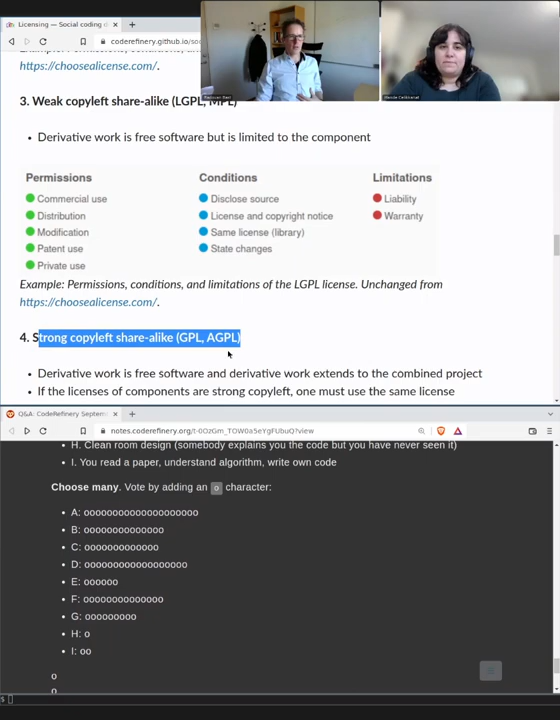 Licensing — Social coding
coderefinery.github.io/soc
https://choosealicense.com/.
3. Weak copyleft share-alike (LGPL, MPL)
Derivative work is free software but is limited to the component
Permissions
Conditions
Limitations
Commercial use
Disclose source
Liability
Distribution
License and copyright notice
Warranty
Modification
Same license (library)
Patent use
State changes
Private use
Example: Permissions, conditions, and limitations of the LGPL license. Unchanged from
https://choosealicense.com/.
4. Strong copyleft share-alike (GPL, AGPL)
Derivative work is free software and derivative work extends to the combined project
If the licenses of components are strong copyleft, one must use the same license
Q&A: CodeRefinery Septem
notes.coderefinery.org/t-0OzGm_TOW0a5eYgFUbuQ?view
H. Clean room design (somebody explains you the code but you have never seen it)
I. You read a paper, understand algorithm, write own code
Choose many. Vote by adding an o character:
A: oooooooooooooooooooo
B: oooooooooooooo
C: ooooooooooooo
D: oooooooooooooooooo
E: oooooo
F: oooooooooooooo
G: ooooooooo
H: o
I: oo
o
o
$